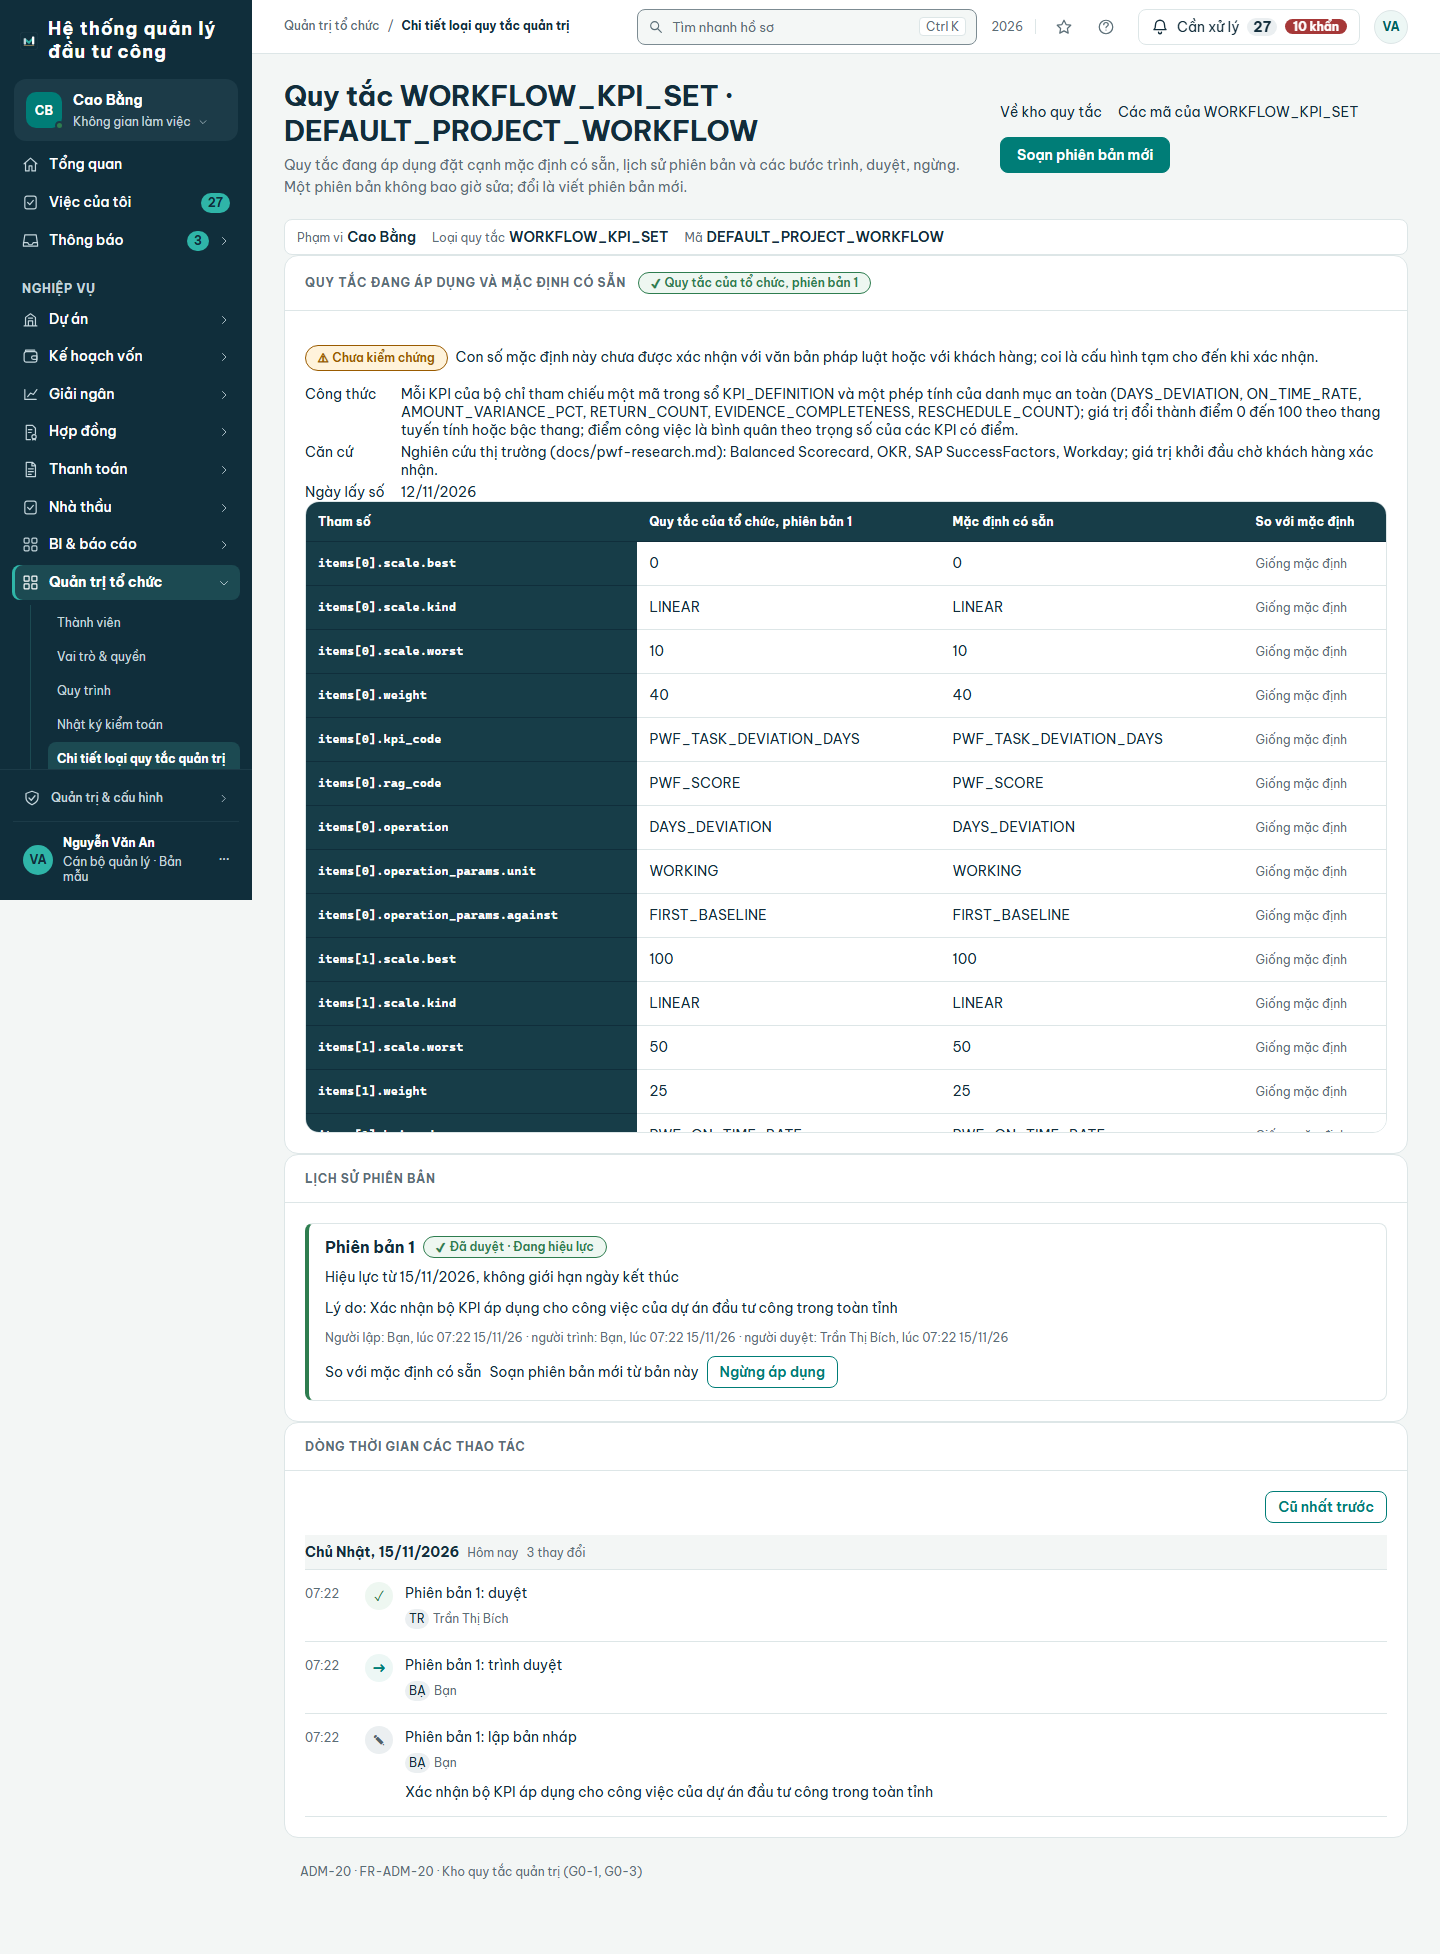 Hệ thống quản lý
đầu tư công
CB
Cao Bằng
Không gian làm việc
Tổng quan
Việc của tôi
27
Thông báo
3
NGHIỆP VỤ
Dự án
Kế hoạch vốn
Giải ngân
Hợp đồng
Thanh toán
Nhà thầu
BI & báo cáo
Quản trị tổ chức
Thành viên
Vai trò & quyền
Quy trình
Nhật ký kiểm toán
Chi tiết loại quy tắc quản trị
Quản trị & cấu hình
VA
Nguyễn Văn An
Cán bộ quản lý · Bản
mẫu
Quản trị tổ chức / Chi tiết loại quy tắc quản trị
Tìm nhanh hồ sơ
Ctrl K
2026
Cần xử lý 27 10 khẩn
VA
Quy tắc WORKFLOW_KPI_SET ·
DEFAULT_PROJECT_WORKFLOW
Quy tắc đang áp dụng đặt cạnh mặc định có sẵn, lịch sử phiên bản và các bước trình, duyệt, ngừng.
Một phiên bản không bao giờ sửa; đổi là viết phiên bản mới.
Về kho quy tắc Các mã của WORKFLOW_KPI_SET
Soạn phiên bản mới
Phạm vi Cao Bằng Loại quy tắc WORKFLOW_KPI_SET Mã DEFAULT_PROJECT_WORKFLOW
QUY TẮC ĐANG ÁP DỤNG VÀ MẶC ĐỊNH CÓ SẴN ✓ Quy tắc của tổ chức, phiên bản 1
⚠ Chưa kiểm chứng Con số mặc định này chưa được xác nhận với văn bản pháp luật hoặc với khách hàng; coi là cấu hình tạm cho đến khi xác nhận.
Công thức Mỗi KPI của bộ chỉ tham chiếu một mã trong sổ KPI_DEFINITION và một phép tính của danh mục an toàn (DAYS_DEVIATION, ON_TIME_RATE,
AMOUNT_VARIANCE_PCT, RETURN_COUNT, EVIDENCE_COMPLETENESS, RESCHEDULE_COUNT); giá trị đổi thành điểm 0 đến 100 theo thang
tuyến tính hoặc bậc thang; điểm công việc là bình quân theo trọng số của các KPI có điểm.
Căn cứ Nghiên cứu thị trường (docs/pwf-research.md): Balanced Scorecard, OKR, SAP SuccessFactors, Workday; giá trị khởi đầu chờ khách hàng xác
nhận.
Ngày lấy số 12/11/2026
Tham số Quy tắc của tổ chức, phiên bản 1 Mặc định có sẵn So với mặc định
items[0].scale.best 0 0 Giống mặc định
items[0].scale.kind LINEAR LINEAR Giống mặc định
items[0].scale.worst 10 10 Giống mặc định
items[0].weight 40 40 Giống mặc định
items[0].kpi_code PWF_TASK_DEVIATION_DAYS PWF_TASK_DEVIATION_DAYS Giống mặc định
items[0].rag_code PWF_SCORE PWF_SCORE Giống mặc định
items[0].operation DAYS_DEVIATION DAYS_DEVIATION Giống mặc định
items[0].operation_params.unit WORKING WORKING Giống mặc định
items[0].operation_params.against FIRST_BASELINE FIRST_BASELINE Giống mặc định
items[1].scale.best 100 100 Giống mặc định
items[1].scale.kind LINEAR LINEAR Giống mặc định
items[1].scale.worst 50 50 Giống mặc định
items[1].weight 25 25 Giống mặc định
LỊCH SỬ PHIÊN BẢN
Phiên bản 1 ✓ Đã duyệt · Đang hiệu lực
Hiệu lực từ 15/11/2026, không giới hạn ngày kết thúc
Lý do: Xác nhận bộ KPI áp dụng cho công việc của dự án đầu tư công trong toàn tỉnh
Người lập: Bạn, lúc 07:22 15/11/26 · người trình: Bạn, lúc 07:22 15/11/26 · người duyệt: Trần Thị Bích, lúc 07:22 15/11/26
So với mặc định có sẵn Soạn phiên bản mới từ bản này Ngừng áp dụng
DÒNG THỜI GIAN CÁC THAO TÁC
Cũ nhất trước
Chủ Nhật, 15/11/2026 Hôm nay 3 thay đổi
07:22 Phiên bản 1: duyệt
TR Trần Thị Bích
07:22 Phiên bản 1: trình duyệt
BẠ Bạn
07:22 Phiên bản 1: lập bản nháp
BẠ Bạn
Xác nhận bộ KPI áp dụng cho công việc của dự án đầu tư công trong toàn tỉnh
ADM-20 · FR-ADM-20 · Kho quy tắc quản trị (G0-1, G0-3)